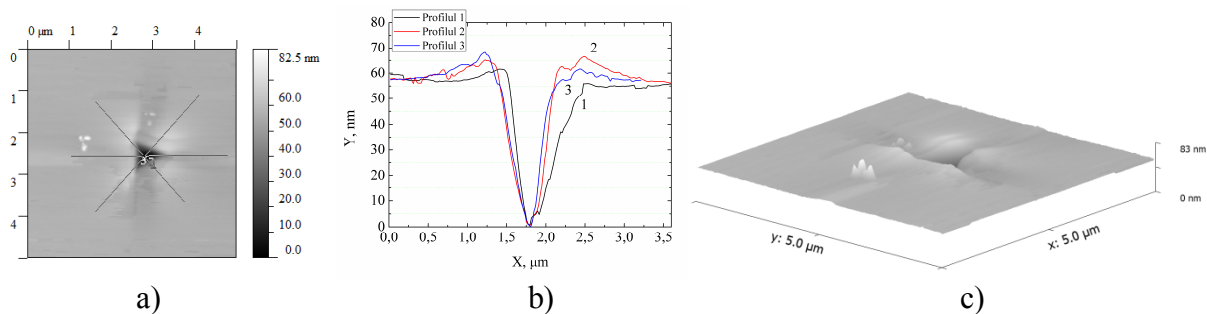 0 μm 1 2 3 4
0
1
2
3
4
82.5 nm
60.0
50.0
40.0
30.0
20.0
10.0
0.0
a)
Profilul 1
Profilul 2
Profilul 3
80
70
60
50
40
30
20
10
0
Y, nm
0,0 0,5 1,0 1,5 2,0 2,5 3,0 3,5
X, μm
2
3
1
b)
83 nm
0 nm
y: 5.0 μm
x: 5.0 μm
c)